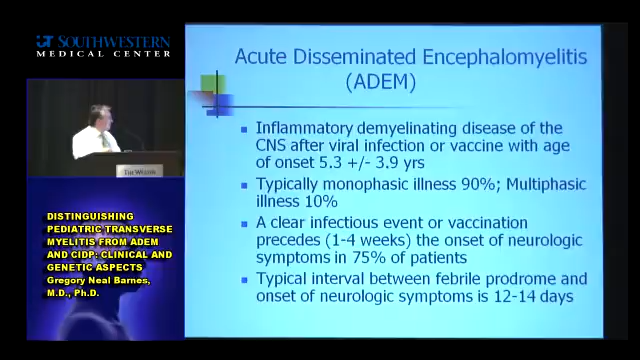 UT SOUTHWESTERN
MEDICAL CENTER
DISTINGUISHING
PEDIATRIC TRANSVERSE
MYELITIS FROM ADEM
AND CIDP: CLINICAL AND
GENETIC ASPECTS
Gregory Neal Barnes,
M.D., Ph.D.
Acute Disseminated Encephalomyelitis
(ADEM)
Inflammatory demyelinating disease of the
CNS after viral infection or vaccine with age
of onset 5.3 +/- 3.9 yrs
Typically monophasic illness 90%; Multiphasic
illness 10%
A clear infectious event or vaccination
precedes (1-4 weeks) the onset of neurologic
symptoms in 75% of patients
Typical interval between febrile prodrome and
onset of neurologic symptoms is 12-14 days